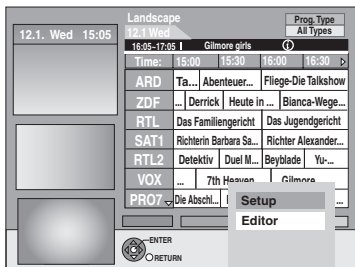 Landscape
Prog. Type
12.1. Wed 15:05
12.1 Wed
All Types
16:05-17:05 Gilmore girls
Time: 15:00 15:30 16:00 16:30
ARD Ta... Abenteuer... Fliege-Die Talkshow
ZDF ... Derrick Heute in ... Bianca-Wege...
RTL Das Familiengericht Das Jugendgericht
SAT1 Richterin Barbara Sa... Richter Alexander...
RTL2 Detektiv Duel M... Beyblade Yu-...
VOX ... 7th Heaven Gilmore
PRO7 Die Abschl... ...
Setup
Editor
ENTER
RETURN